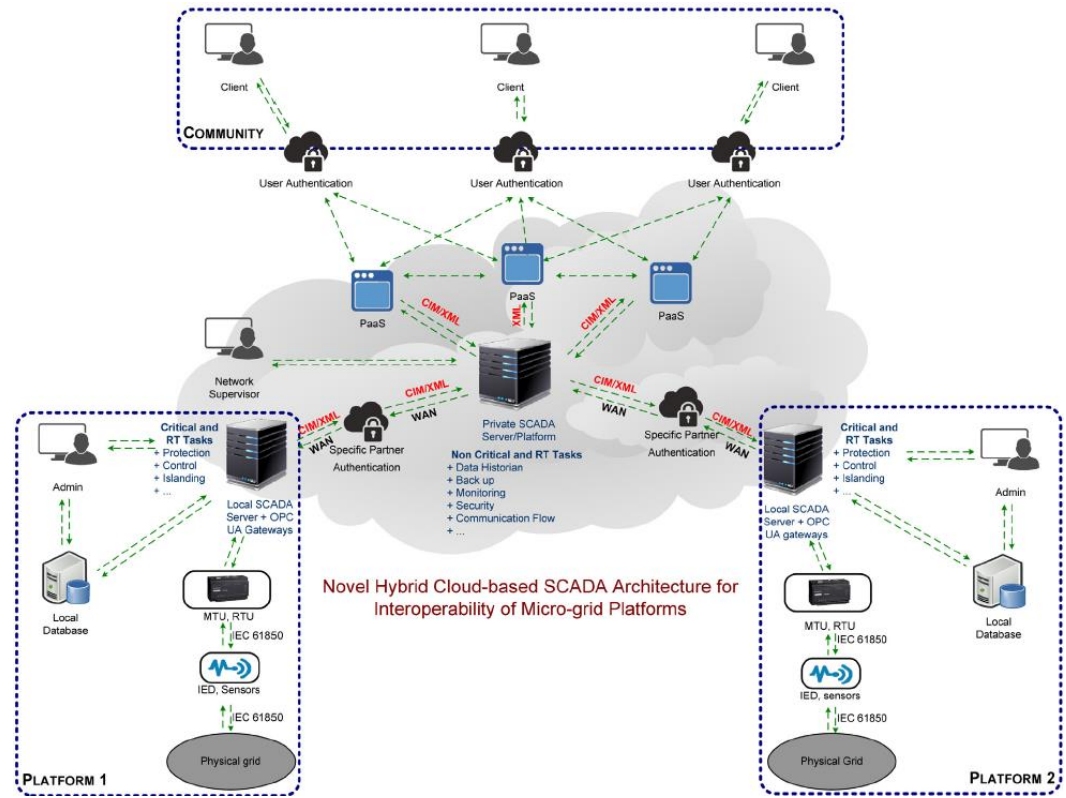 Client
Client
Client
COMMUNITY
User Authentication
User Authentication
User Authentication
PaaS
PaaS
PaaS
CIM/XML
XML
CIM/XML
Network
Supervisor
CIM/XML
WAN
CIM/XML
WAN
Specific Partner
Authentication
Private SCADA
Server/Platform
Non Critical and RT Tasks
+ Data Historian
+ Back up
+ Monitoring
+ Security
+ Communication Flow
+ ...
CIM/XML
WAN
CIM/XML
WAN
Specific Partner
Authentication
Critical and
RT Tasks
+ Protection
+ Control
+ Islanding
+ ...
Admin
Local SCADA
Server + OPC
UA Gateways
Local
Database
MTU, RTU
IEC 61850
IED, Sensors
IEC 61850
Physical grid
PLATFORM 1
Novel Hybrid Cloud-based SCADA Architecture for
Interoperability of Micro-grid Platforms
Critical and
RT Tasks
+ Protection
+ Control
+ Islanding
+ ...
Admin
Local SCADA
Server + OPC
UA gateways
Local
Database
MTU, RTU
IEC 61850
IED, sensors
IEC 61850
Physical Grid
PLATFORM 2